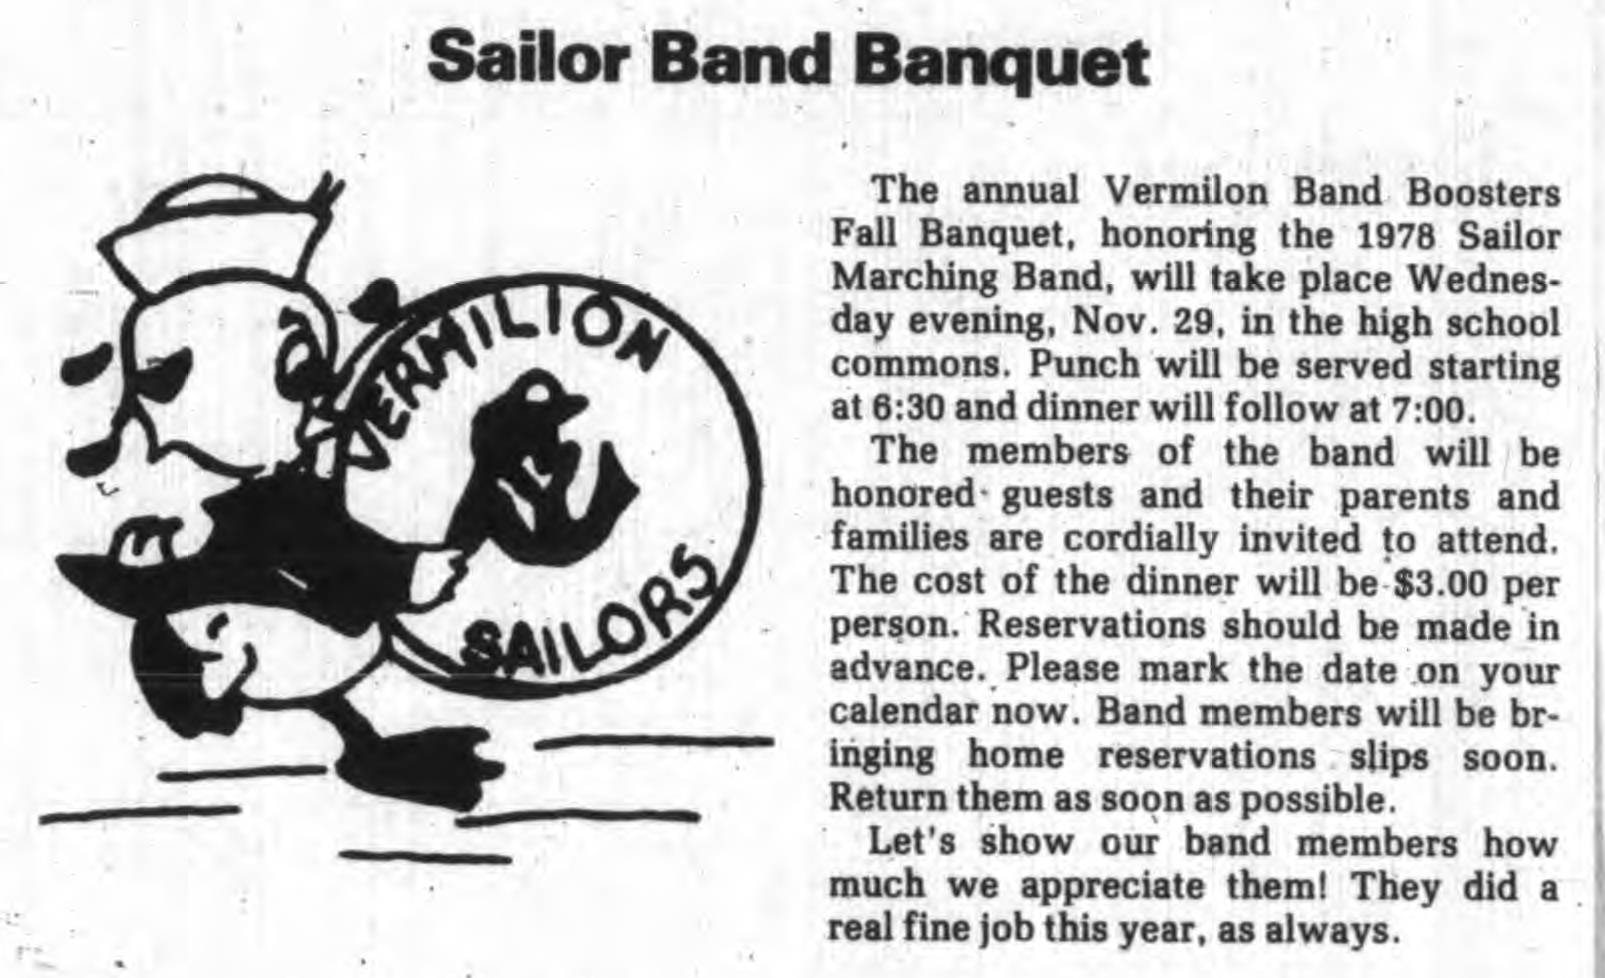 Sailor Band Banquet
VERMILION
SAILORS
The annual Vermilon Band Boosters
Fall Banquet, honoring the 1978 Sailor
Marching Band, will take place Wednes-
day evening, Nov. 29, in the high school
commons. Punch will be served starting
at 6:30 and dinner will follow at 7:00.
The members of the band will be
honored guests and their parents and
families are cordially invited to attend.
The cost of the dinner will be $3.00 per
person. Reservations should be made in
advance. Please mark the date on your
calendar now. Band members will be br-
inging home reservations slips soon.
Return them as soon as possible.
Let's show our band members how
much we appreciate them! They did a
real fine job this year, as always.